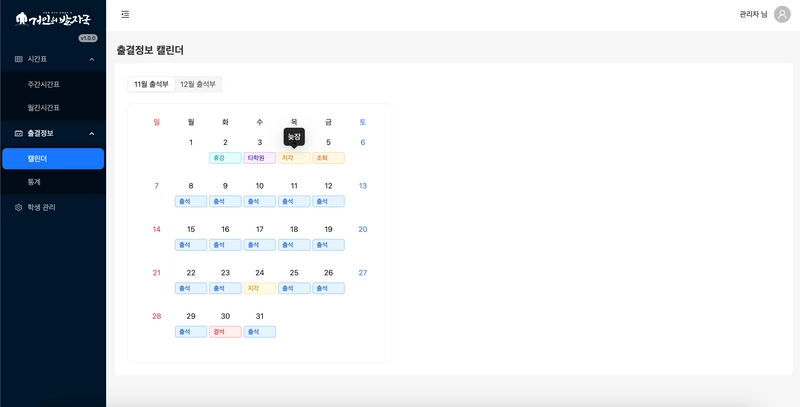 거인의 발자국
v1.0.0
시간표
주간시간표
월간시간표
출결정보
캘린더
통계
학생 관리
관리자 님
출결정보 캘린더
11월 출석부 12월 출석부
일 월 화 수 목 금 토
늦잠
1 2 3 5 6
휴강 타학원 지각 조퇴
7 8 9 10 11 12 13
출석 출석 출석 출석 출석
14 15 16 17 18 19 20
출석 출석 출석 출석 출석
21 22 23 24 25 26 27
출석 출석 지각 출석 출석
28 29 30 31
출석 결석 출석